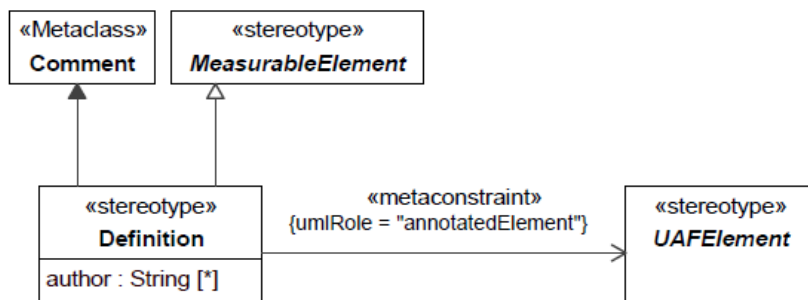 «Metaclass»
Comment
«stereotype»
MeasurableElement
«stereotype»
Definition
author : String [*]
«metaconstraint»
{umlRole = "annotatedElement"}
«stereotype»
UAFElement